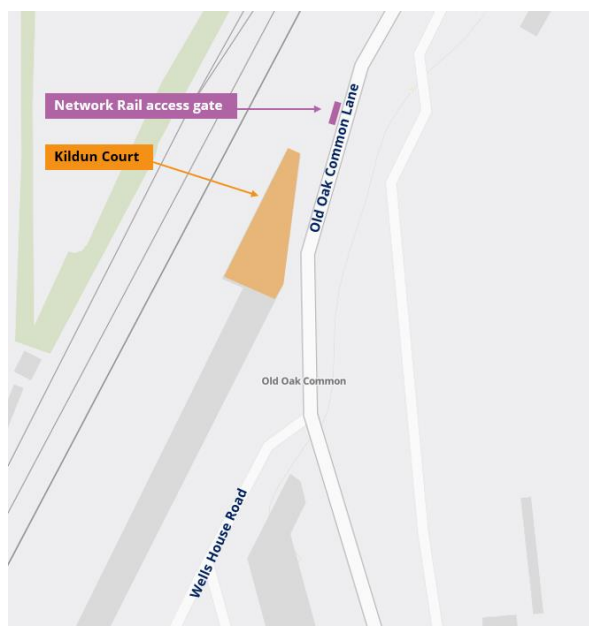 Network Rail access gate
Kildun Court
Old Oak Common Lane
Old Oak Common
Wells House Road